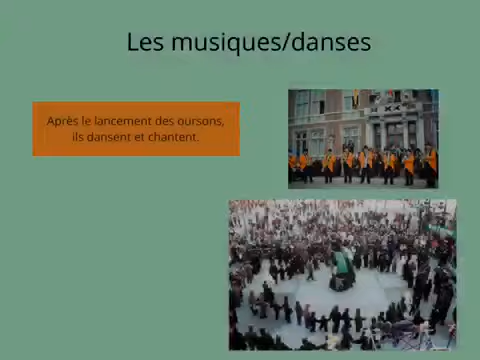 Les musiques/danses
Après le lancement des oursons,
ils dansent et chantent.